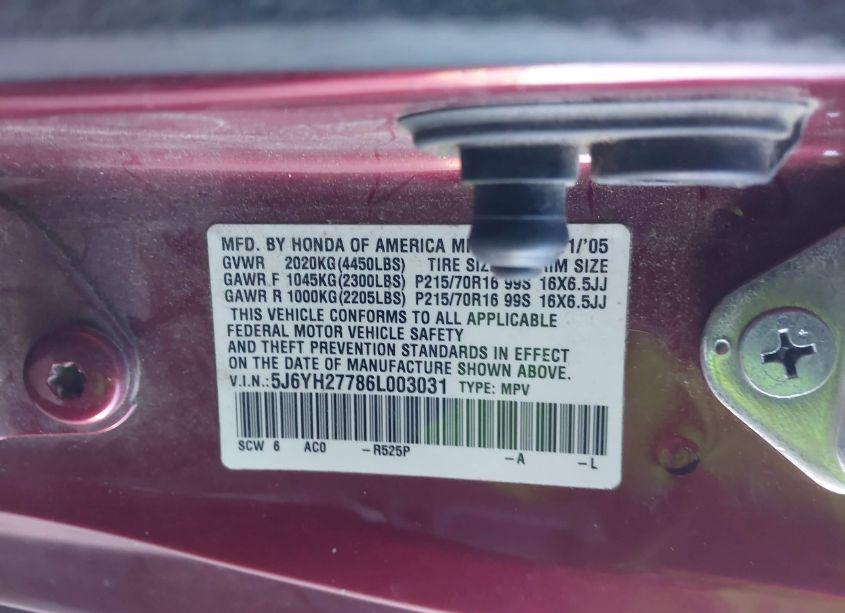 MFD. BY HONDA OF AMERICA 1/'05
GVWR 2020KG(4450LBS) TIRE SIZE RIM SIZE
GAWR F 1045KG(2300LBS) P215/70R16 99S 16X6.5JJ
GAWR R 1000KG(2205LBS) P215/70R16 99S 16X6.5JJ
THIS VEHICLE CONFORMS TO ALL APPLICABLE
FEDERAL MOTOR VEHICLE SAFETY
AND THEFT PREVENTION STANDARDS IN EFFECT
ON THE DATE OF MANUFACTURE SHOWN ABOVE.
V.I.N.:5J6YH27786L003031 TYPE: MPV
SCW 6 AC0 -R525P -A -L